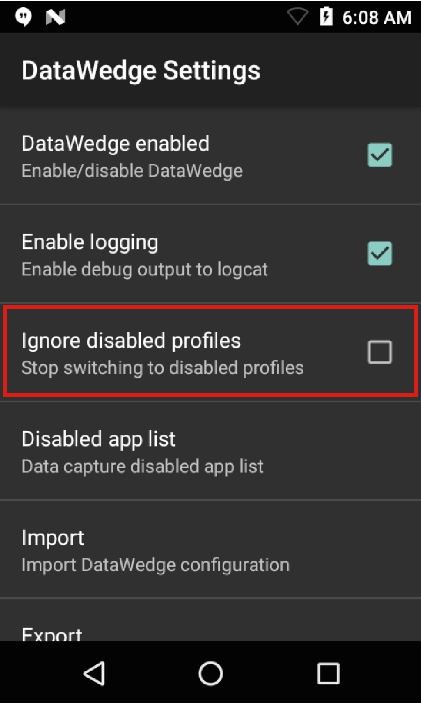 6:08 AM
DataWedge Settings
DataWedge enabled
Enable/disable DataWedge
Enable logging
Enable debug output to logcat
Ignore disabled profiles
Stop switching to disabled profiles
Disabled app list
Data capture disabled app list
Import
Import DataWedge configuration
Export